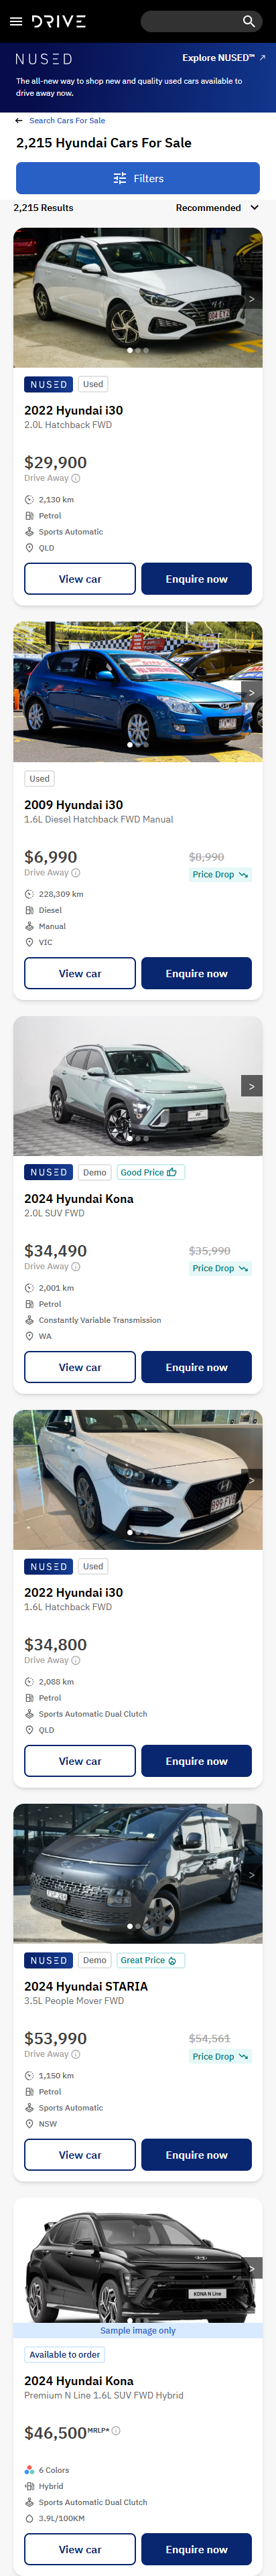 DRIVE
NUSED
Explore NUSED™
The all-new way to shop new and quality used cars available to
drive away now.
Search Cars For Sale
2,215 Hyundai Cars For Sale
Filters
2,215 Results
Recommended
>
NUSED
Used
2022 Hyundai i30
2.0L Hatchback FWD
$29,900
Drive Away
2,130 km
Petrol
Sports Automatic
QLD
View car
Enquire now
>
Used
2009 Hyundai i30
1.6L Diesel Hatchback FWD Manual
$6,990
$8,990
Drive Away
Price Drop
228,309 km
Diesel
Manual
VIC
View car
Enquire now
>
NUSED
Demo
Good Price
2024 Hyundai Kona
2.0L SUV FWD
$34,490
$35,990
Drive Away
Price Drop
2,001 km
Petrol
Constantly Variable Transmission
WA
View car
Enquire now
>
NUSED
Used
2022 Hyundai i30
1.6L Hatchback FWD
$34,800
Drive Away
2,088 km
Petrol
Sports Automatic Dual Clutch
QLD
View car
Enquire now
>
NUSED
Demo
Great Price
2024 Hyundai STARIA
3.5L People Mover FWD
$53,990
$54,561
Drive Away
Price Drop
1,150 km
Petrol
Sports Automatic
NSW
View car
Enquire now
>
KONA N Line
Sample image only
Available to order
2024 Hyundai Kona
Premium N Line 1.6L SUV FWD Hybrid
$46,500 MRLP*
6 Colors
Hybrid
Sports Automatic Dual Clutch
3.9L/100KM
View car
Enquire now